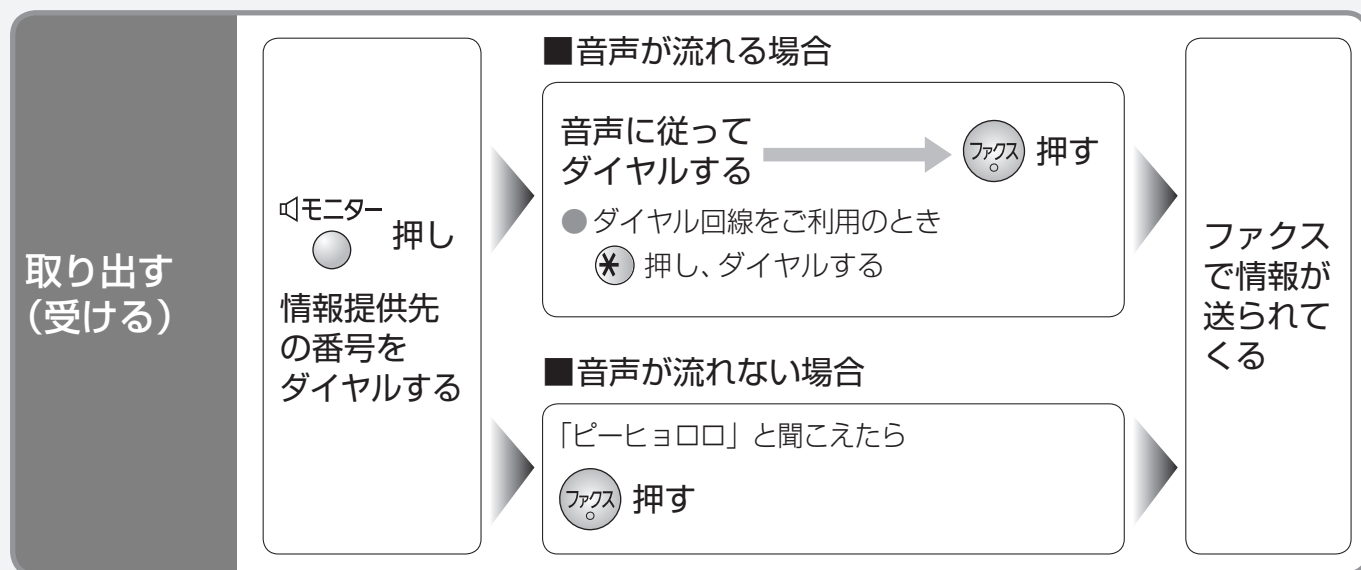 取り出す
（受ける）
モニター
押し
情報提供先
の番号を
ダイヤルする
■音声が流れる場合
音声に従って
ダイヤルする
ファクス 押す
●ダイヤル回線をご利用のとき
＊ 押し、ダイヤルする
■音声が流れない場合
「ピーヒョロロ」と聞こえたら
ファクス 押す
ファクス
で情報が
送られて
くる